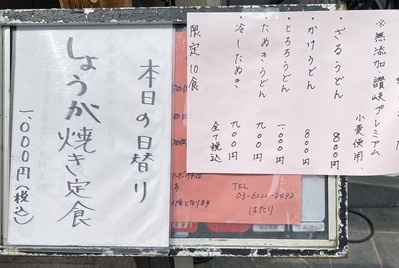 ※無添加・讃岐プレミアム
小麦使用
・ざるうどん 800円
・かけうどん 800円
・とろろうどん 1,000円
・たぬきうどん 900円
・冷したぬき 900円
限定10食
全て税込
本日の日替り
しょうが焼き定食
1,000円(税込)
TEL
はたり